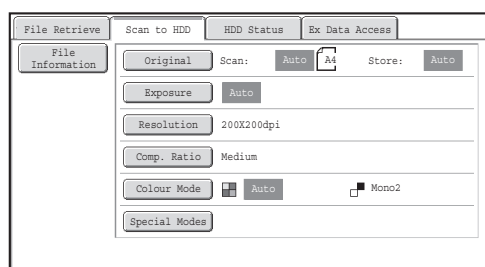 File Retrieve Scan to HDD HDD Status Ex Data Access
File
Information
Original Scan: Auto A4 Store: Auto
Exposure Auto
Resolution 200X200dpi
Comp. Ratio Medium
Colour Mode Auto Mono2
Special Modes